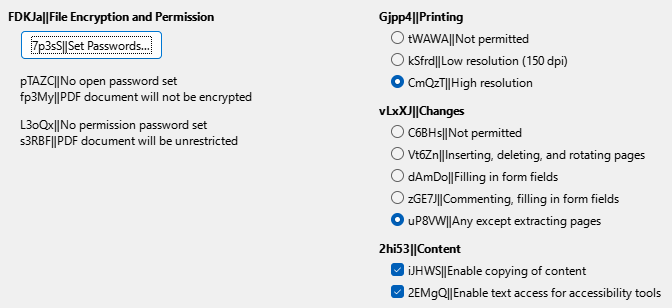 FDKJa||File Encryption and Permission
7p3sS||Set Passwords...
pTAZC||No open password set
fp3My||PDF document will not be encrypted
L3oQx||No permission password set
s3RBF||PDF document will be unrestricted
Gjpp4||Printing
tWAWA||Not permitted
kSfrd||Low resolution (150 dpi)
CmQzT||High resolution
vLxXJ||Changes
C6BHs||Not permitted
Vt6Zn||Inserting, deleting, and rotating pages
dAmDo||Filling in form fields
zGE7J||Commenting, filling in form fields
uP8VW||Any except extracting pages
2hi53||Content
iJHWS||Enable copying of content
2EMgQ||Enable text access for accessibility tools